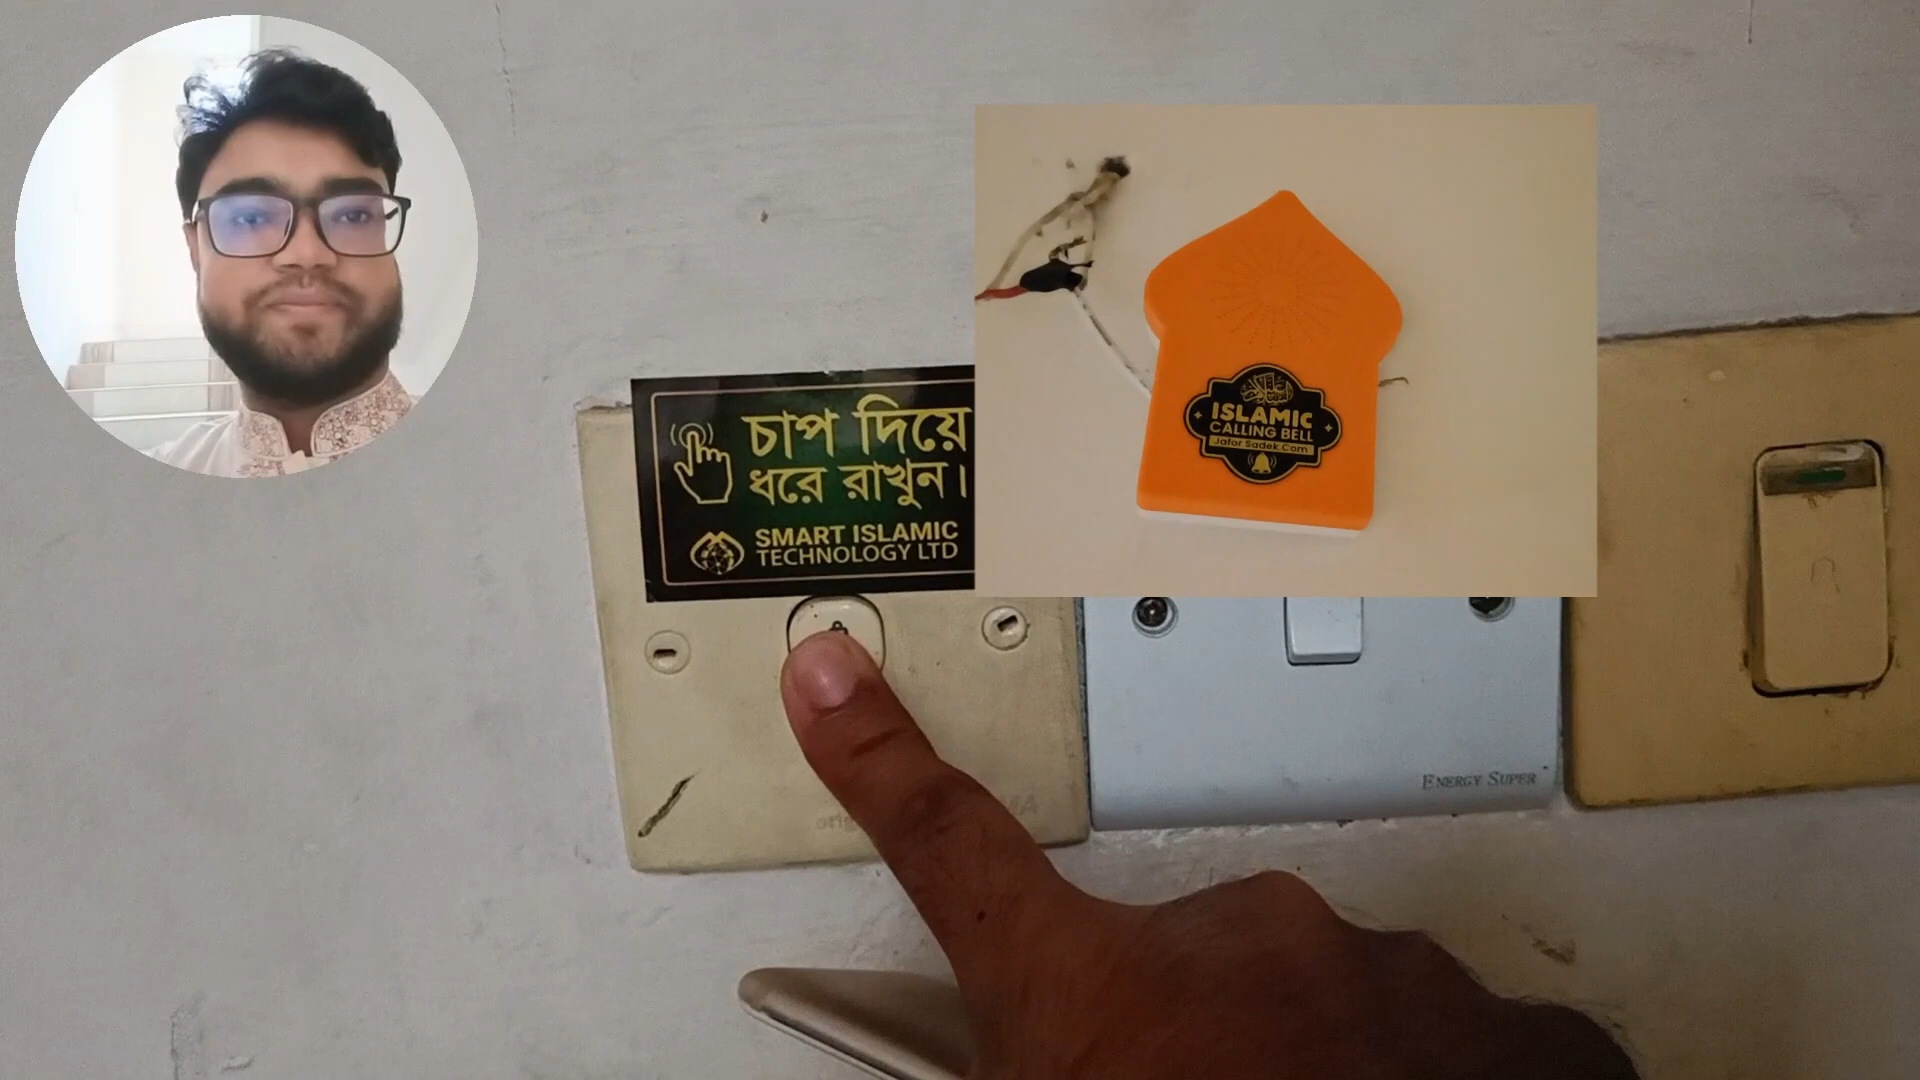 চাপ দিয়ে
ধরে রাখুন।
SMART ISLAMIC
TECHNOLOGY LTD
ISLAMIC
CALLING BELL
Jafor Sadek.Com
ENERGY SUPER